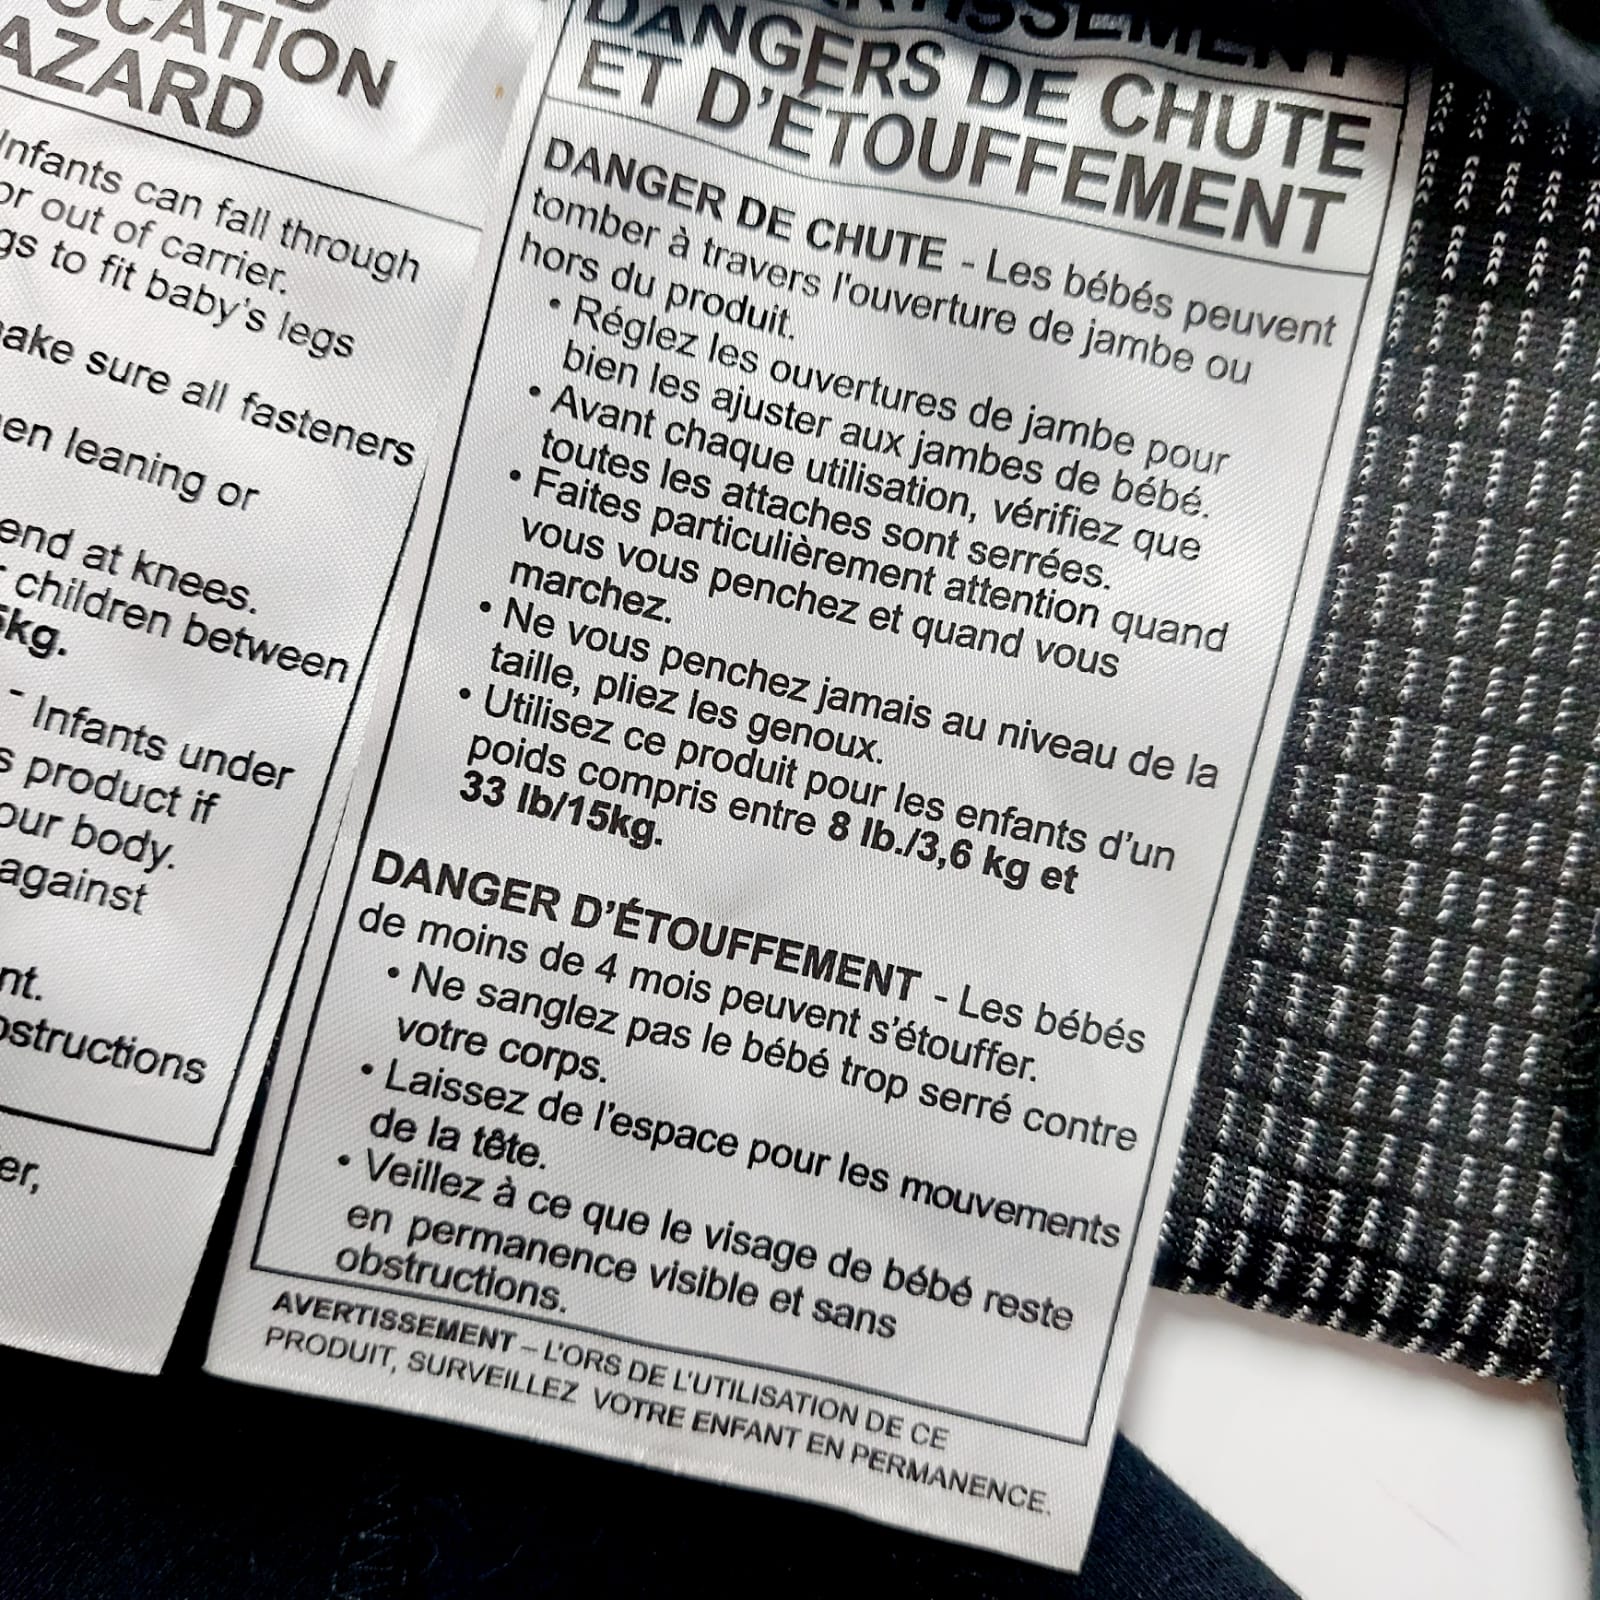 OCATION
AZARD
Infants can fall through
or out of carrier.
gs to fit baby's legs
ake sure all fasteners
en leaning or
end at knees.
children between
5kg.
- Infants under
s product if
our body.
against
nt.
bstructions
er,
AVERTISSEMENT
DANGERS DE CHUTE
ET D'ÉTOUFFEMENT
DANGER DE CHUTE - Les bébés peuvent
tomber à travers l'ouverture de jambe ou
hors du produit.
• Réglez les ouvertures de jambe pour
bien les ajuster aux jambes de bébé.
• Avant chaque utilisation, vérifiez que
toutes les attaches sont serrées.
• Faites particulièrement attention quand
vous vous penchez et quand vous
marchez.
• Ne vous penchez jamais au niveau de la
taille, pliez les genoux.
• Utilisez ce produit pour les enfants d'un
poids compris entre 8 lb./3,6 kg et
33 lb/15kg.
DANGER D'ÉTOUFFEMENT - Les bébés
de moins de 4 mois peuvent s'étouffer.
• Ne sanglez pas le bébé trop serré contre
votre corps.
• Laissez de l'espace pour les mouvements
de la tête.
• Veillez à ce que le visage de bébé reste
en permanence visible et sans
obstructions.
AVERTISSEMENT – L'ORS DE L'UTILISATION DE CE
PRODUIT, SURVEILLEZ VOTRE ENFANT EN PERMANENCE.